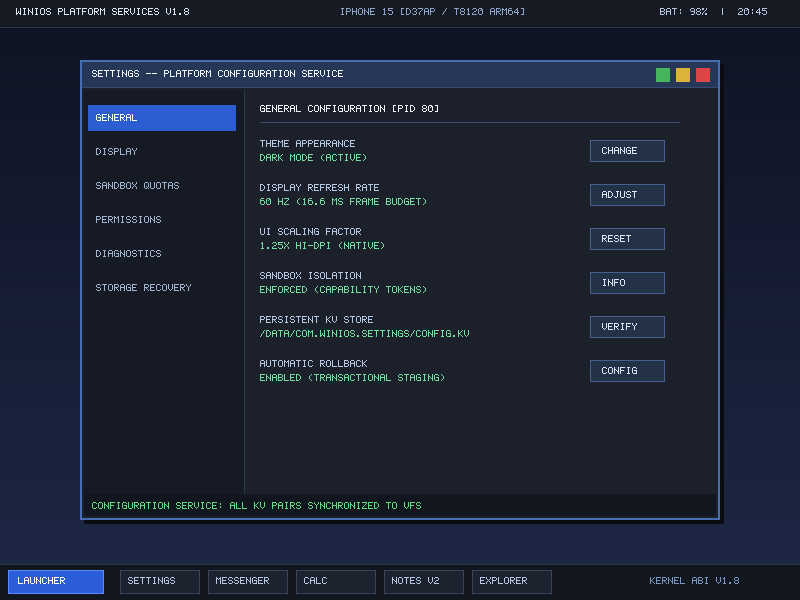 WINIOS PLATFORM SERVICES V1.8
IPHONE 15 [D37AP / T8120 ARM64]
BAT: 98% | 20:45
SETTINGS -- PLATFORM CONFIGURATION SERVICE
GENERAL
DISPLAY
SANDBOX QUOTAS
PERMISSIONS
DIAGNOSTICS
STORAGE RECOVERY
GENERAL CONFIGURATION [PID 80]
THEME APPEARANCE
DARK MODE (ACTIVE)
CHANGE
DISPLAY REFRESH RATE
60 HZ (16.6 MS FRAME BUDGET)
ADJUST
UI SCALING FACTOR
1.25X HI-DPI (NATIVE)
RESET
SANDBOX ISOLATION
ENFORCED (CAPABILITY TOKENS)
INFO
PERSISTENT KV STORE
/DATA/COM.WINIOS.SETTINGS/CONFIG.KV
VERIFY
AUTOMATIC ROLLBACK
ENABLED (TRANSACTIONAL STAGING)
CONFIG
CONFIGURATION SERVICE: ALL KV PAIRS SYNCHRONIZED TO VFS
LAUNCHER
SETTINGS
MESSENGER
CALC
NOTES V2
EXPLORER
KERNEL ABI V1.8